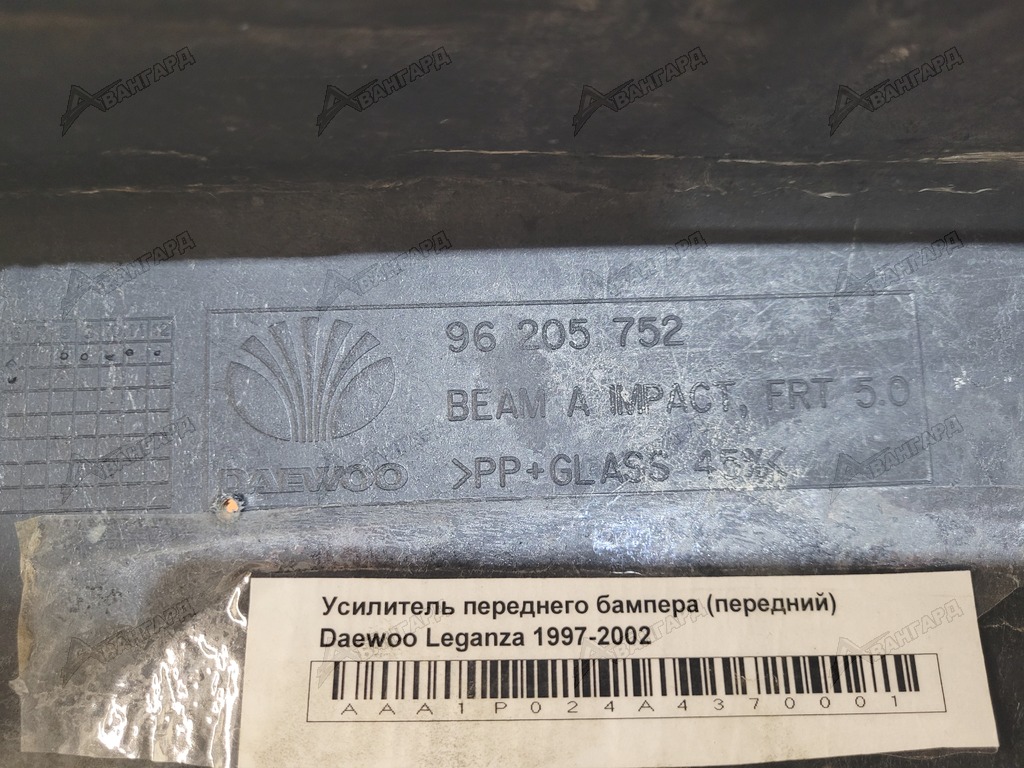 96 205 752
BEAM A IMPACT, FRT 5.0
>PP+GLASS 45%<
DAEWOO
Усилитель переднего бампера (передний)
Daewoo Leganza 1997-2002
AAA1P024A4370001
АВАНГАРД